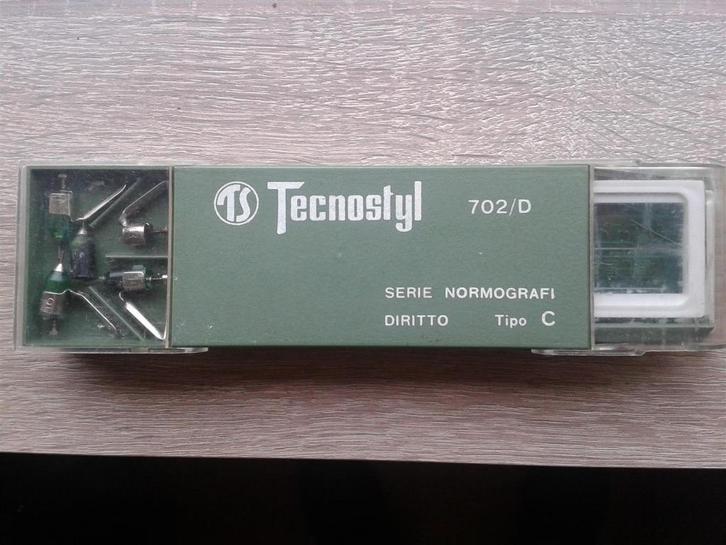 TS Tecnostyl 702/D
SERIE NORMOGRAFI
DIRITTO Tipo C